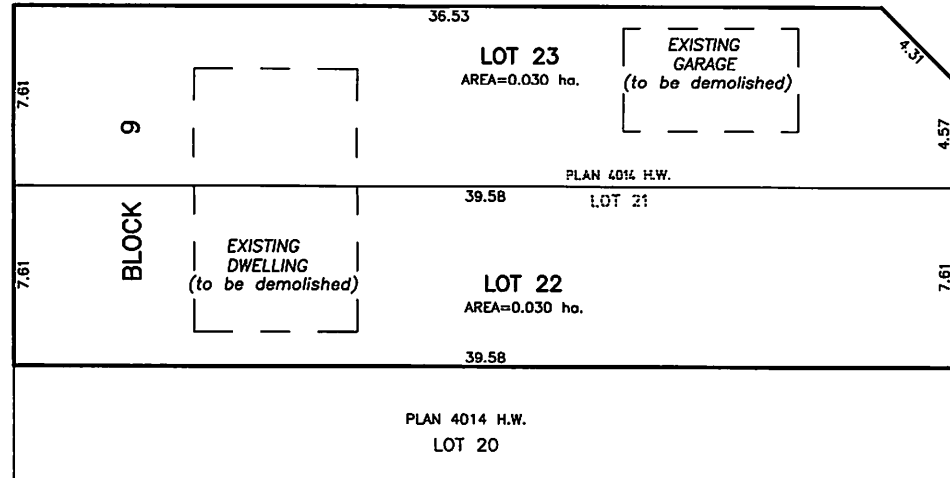 36.53
LOT 23
AREA=0.030 ha.
EXISTING
GARAGE
(to be demolished)
4.31
7.61
9
4.57
PLAN 4014 H.W.
39.58
LOT 21
BLOCK
7.61
EXISTING
DWELLING
(to be demolished)
LOT 22
AREA=0.030 ha.
7.61
39.58
PLAN 4014 H.W.
LOT 20